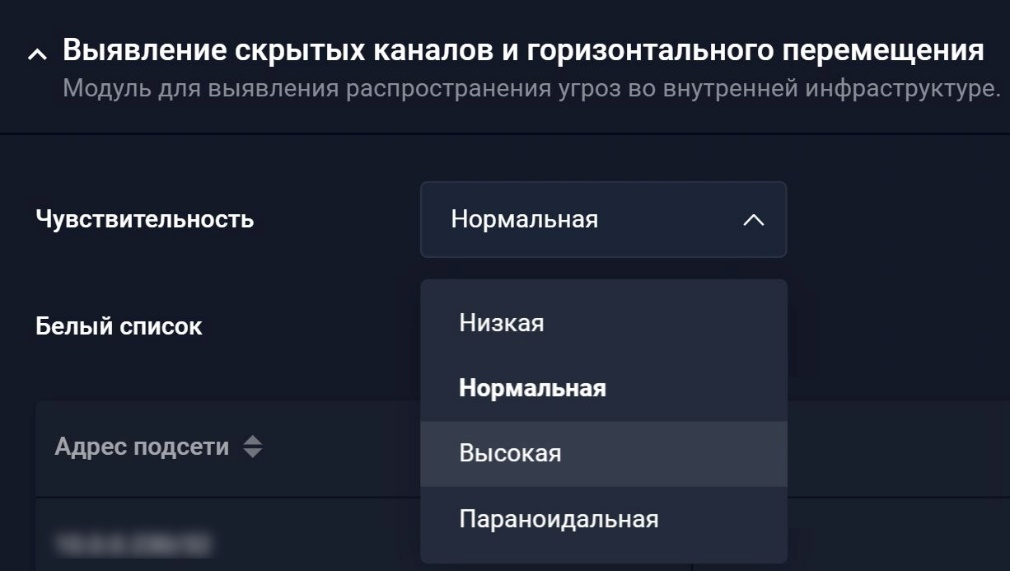 Выявление скрытых каналов и горизонтального перемещения
Модуль для выявления распространения угроз во внутренней инфраструктуре.
Чувствительность
Нормальная
Белый список
Низкая
Нормальная
Высокая
Параноидальная
Адрес подсети